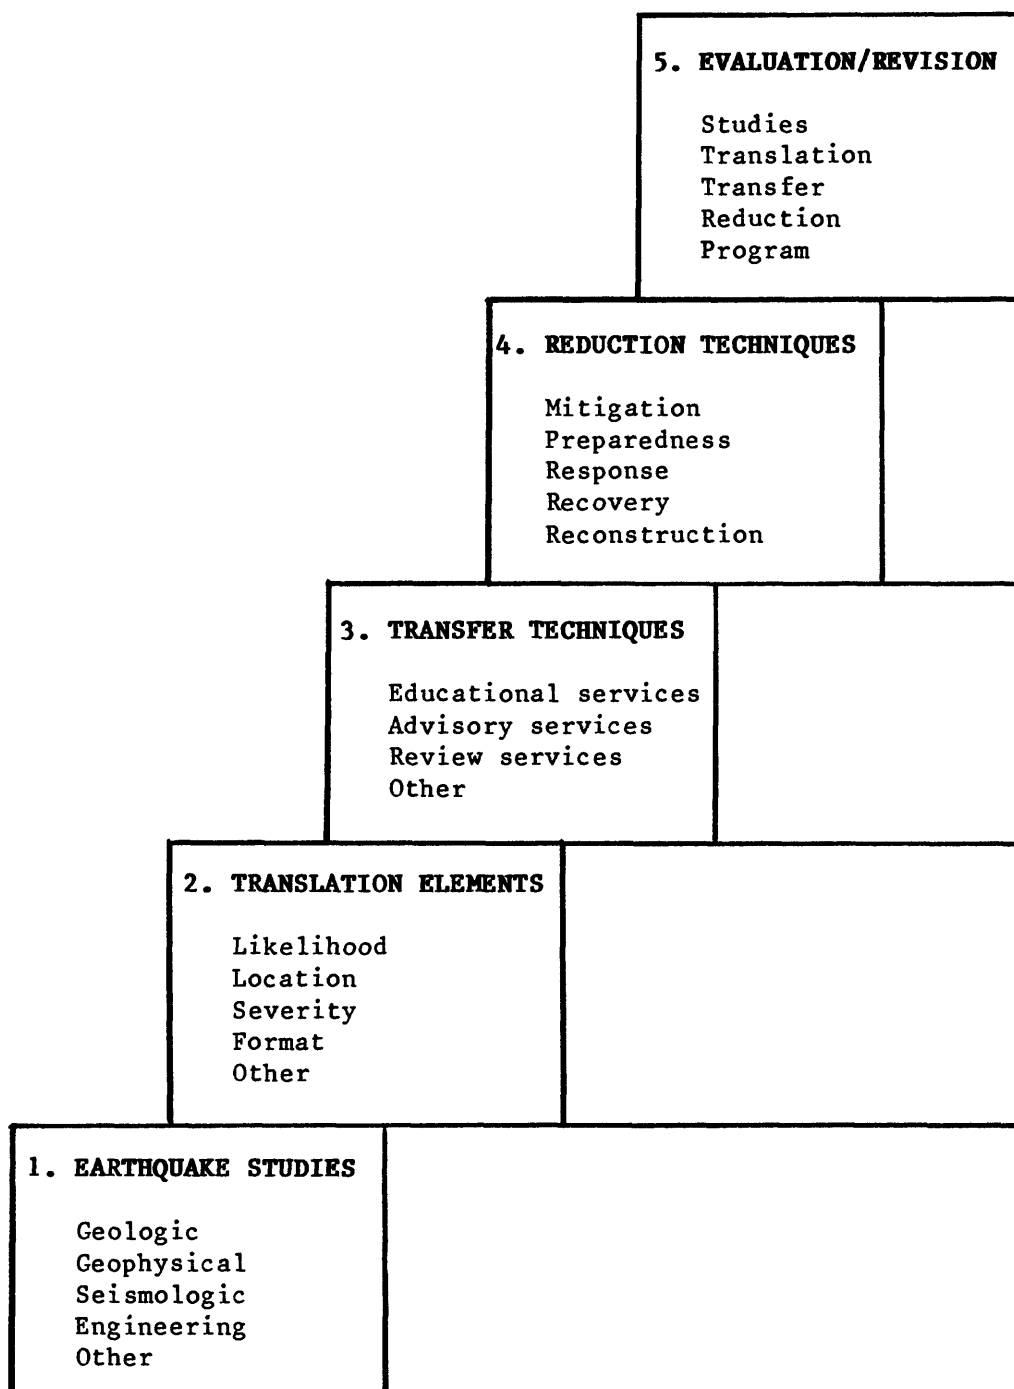 5. EVALUATION/REVISION
Studies
Translation
Transfer
Reduction
Program
4. REDUCTION TECHNIQUES
Mitigation
Preparedness
Response
Recovery
Reconstruction
3. TRANSFER TECHNIQUES
Educational services
Advisory services
Review services
Other
2. TRANSLATION ELEMENTS
Likelihood
Location
Severity
Format
Other
1. EARTHQUAKE STUDIES
Geologic
Geophysical
Seismologic
Engineering
Other